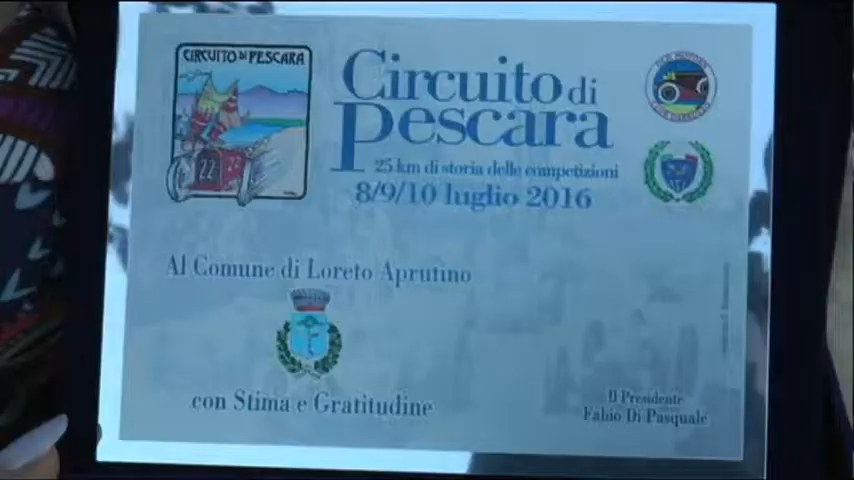 CIRCUITO DI PESCARA
22 22
Circuito di
Pescara
25 km di storia delle competizioni
8/9/10 luglio 2016
Al Comune di Loreto Aprutino
con Stima e Gratitudine
Il Presidente
Fabio Di Pasquale